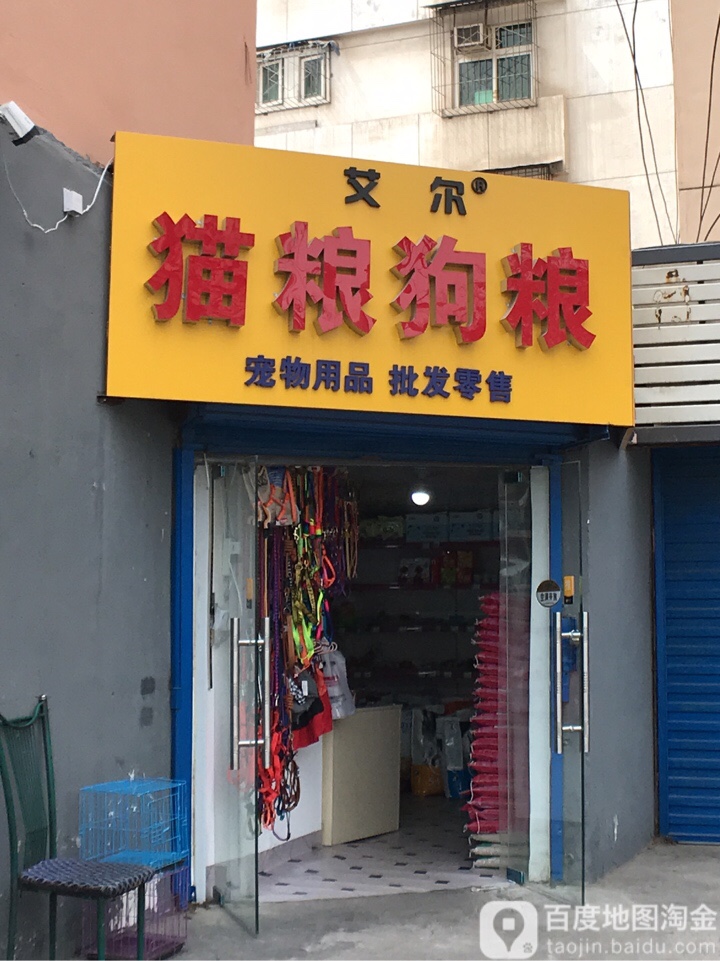 艾尔®
猫粮狗粮
宠物用品 批发零售
百度地图淘金
taojin.baidu.com